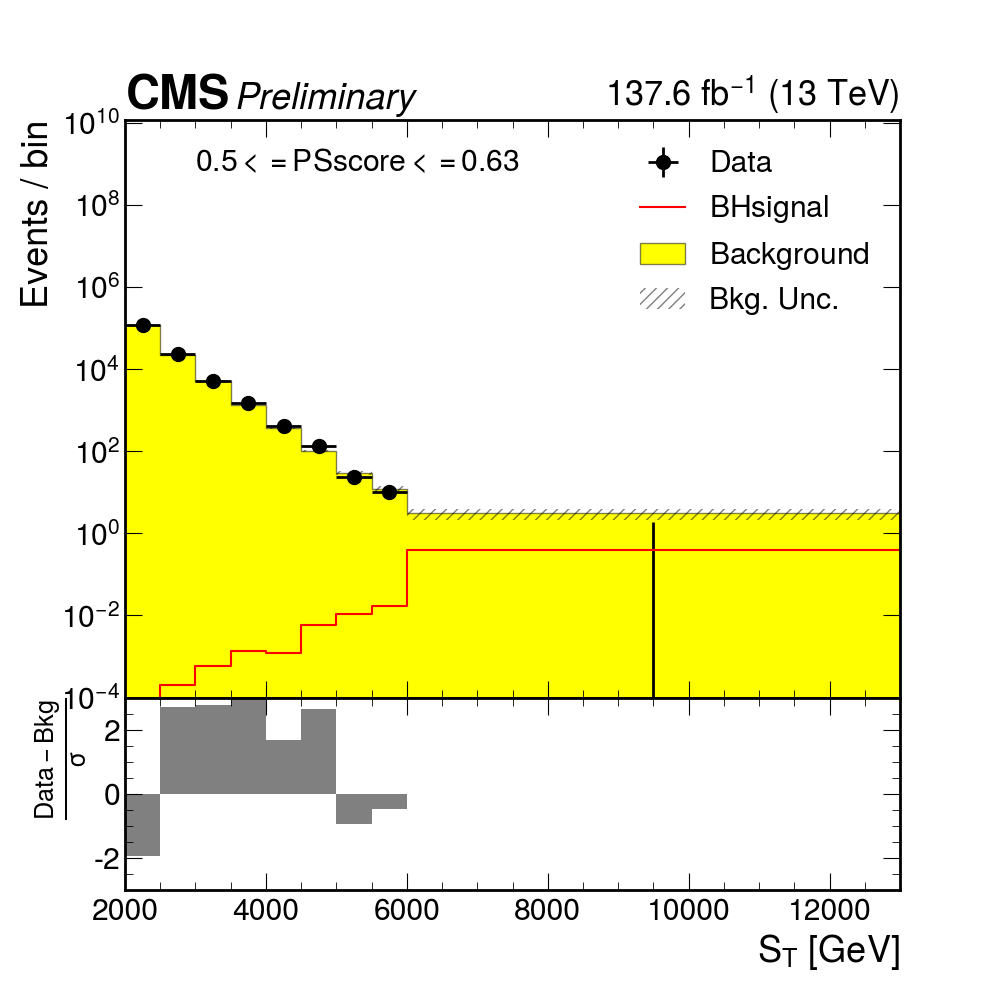 CMS Preliminary 137.6 fb⁻¹ (13 TeV)
Events / bin
10¹⁰
10⁸
10⁶
10⁴
10²
10⁰
10⁻²
10⁻⁴
0.5 < = PSscore < = 0.63
Data
BHsignal
Background
Bkg. Unc.
Data − Bkg
σ
2
0
-2
2000 4000 6000 8000 10000 12000
S_T [GeV]